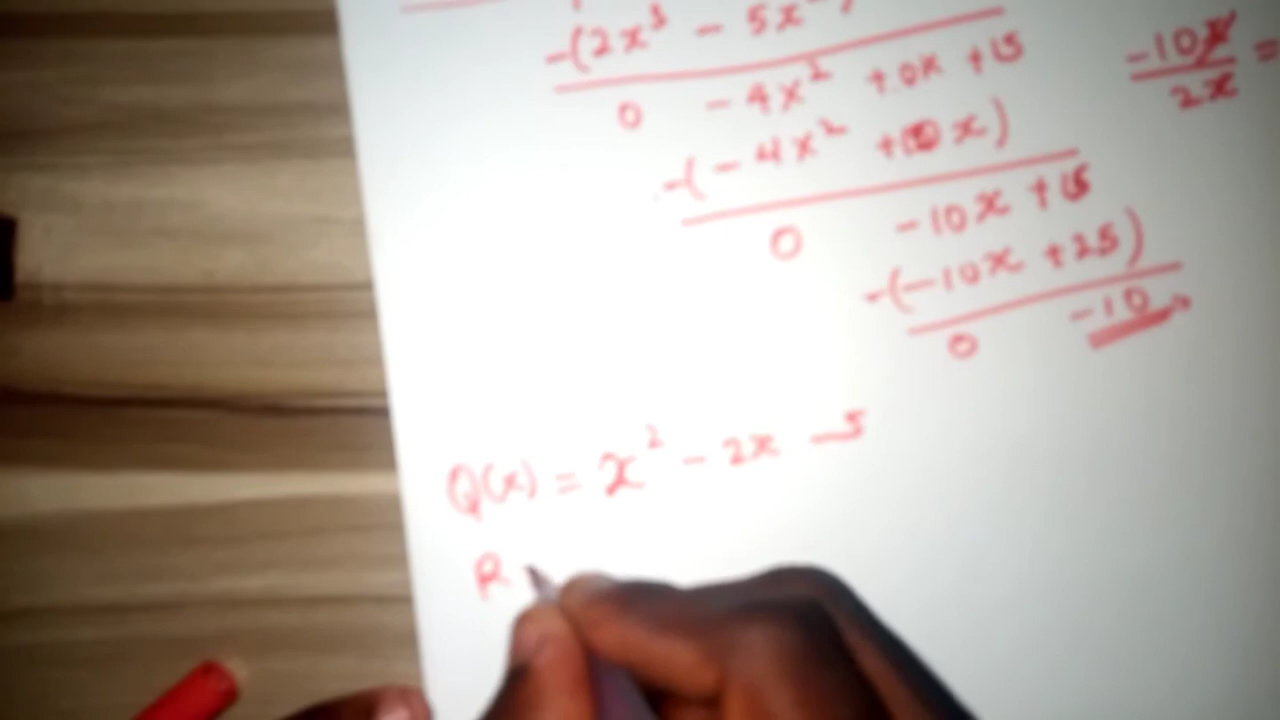 -(2x³ - 5x²)
0 - 4x² + 0x + 15
-(-4x² + 10x)
0 -10x + 15
-(-10x + 25)
0 -10
-10x/2x =
Q(x) = x² - 2x - 5
R